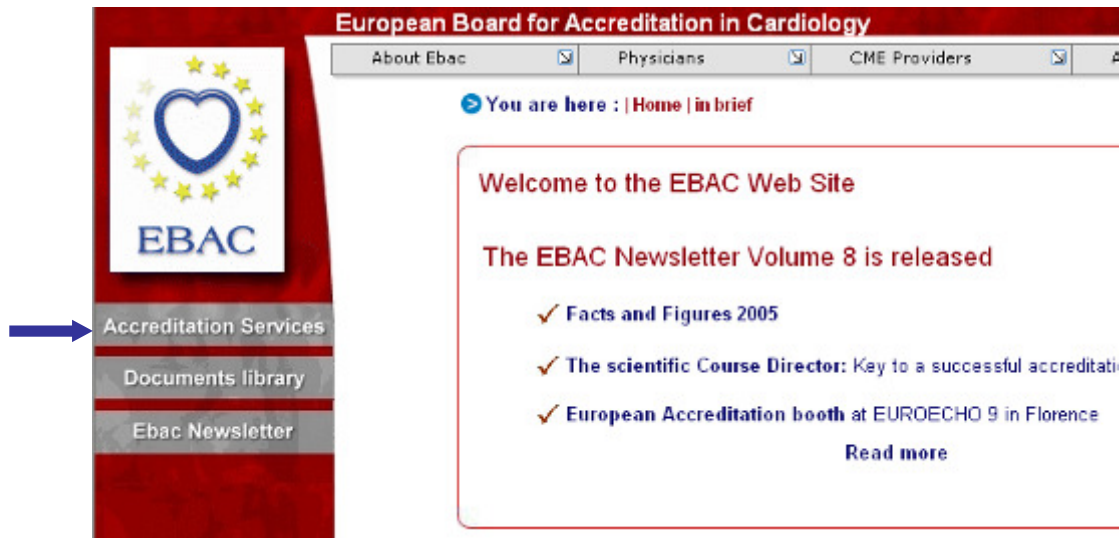 European Board for Accreditation in Cardiology
About Ebac
Physicians
CME Providers
You are here : | Home | in brief
Welcome to the EBAC Web Site
EBAC
The EBAC Newsletter Volume 8 is released
Facts and Figures 2005
Accreditation Services
The scientific Course Director: Key to a successful
Documents library
European Accreditation booth at EUROECHO 9 in Florence
Ebac Newsletter
Read more